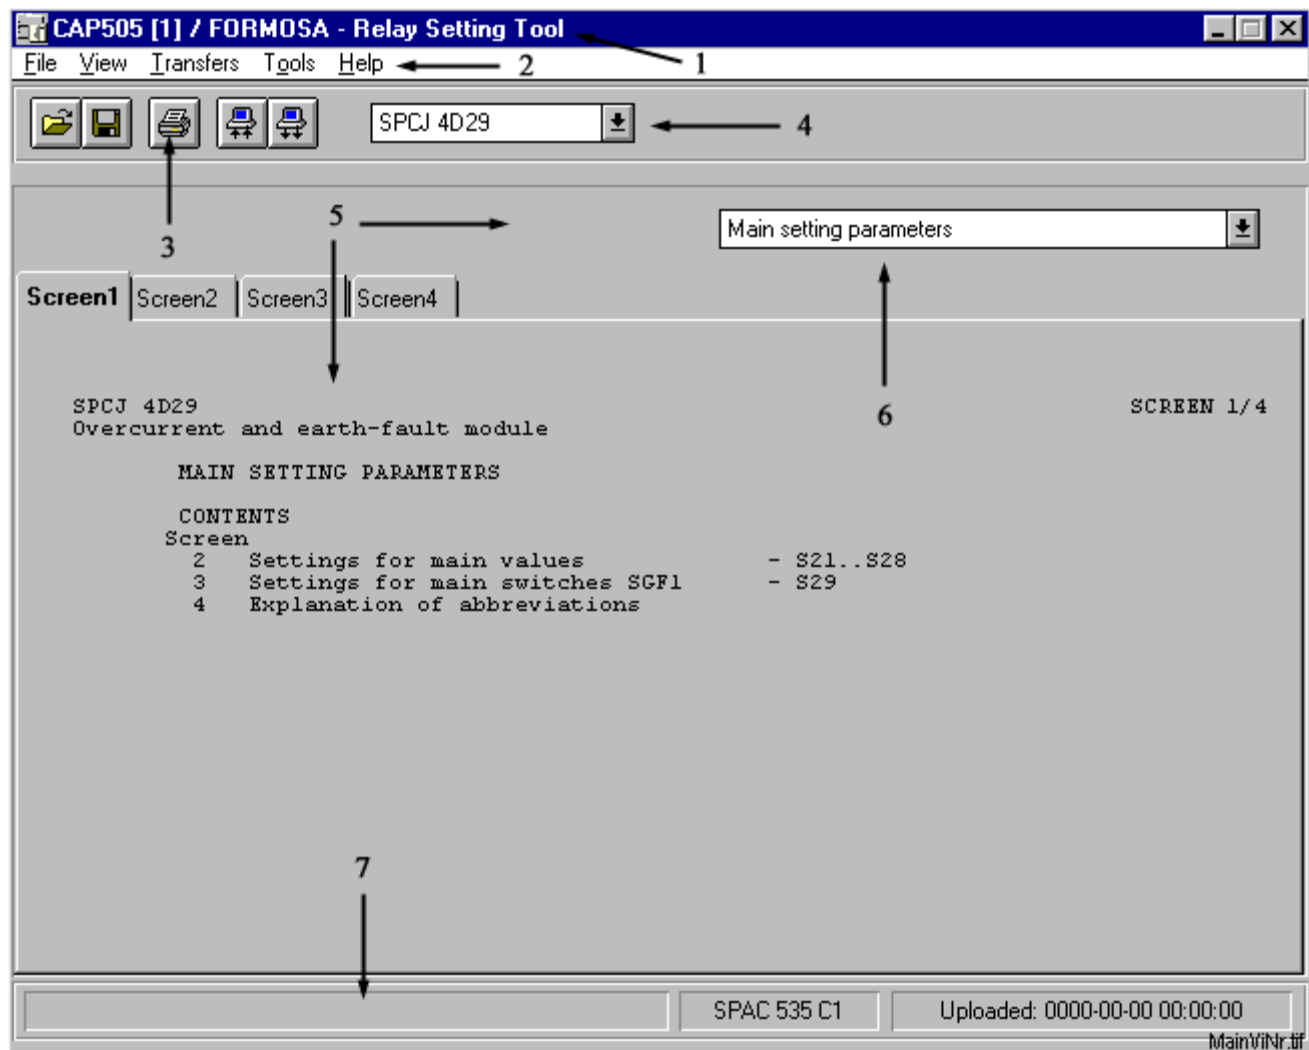 CAP505 [1] / FORMOSA - Relay Setting Tool
File View Transfers Tools Help
2
1
SPCJ 4D29
4
5
3
Main setting parameters
Screen1 Screen2 Screen3 Screen4
6
SPCJ 4D29 SCREEN 1/4
Overcurrent and earth-fault module
MAIN SETTING PARAMETERS
CONTENTS
Screen
2 Settings for main values - S21..S28
3 Settings for main switches SGF1 - S29
4 Explanation of abbreviations
7
SPAC 535 C1 Uploaded: 0000-00-00 00:00:00
MainViNr.tif